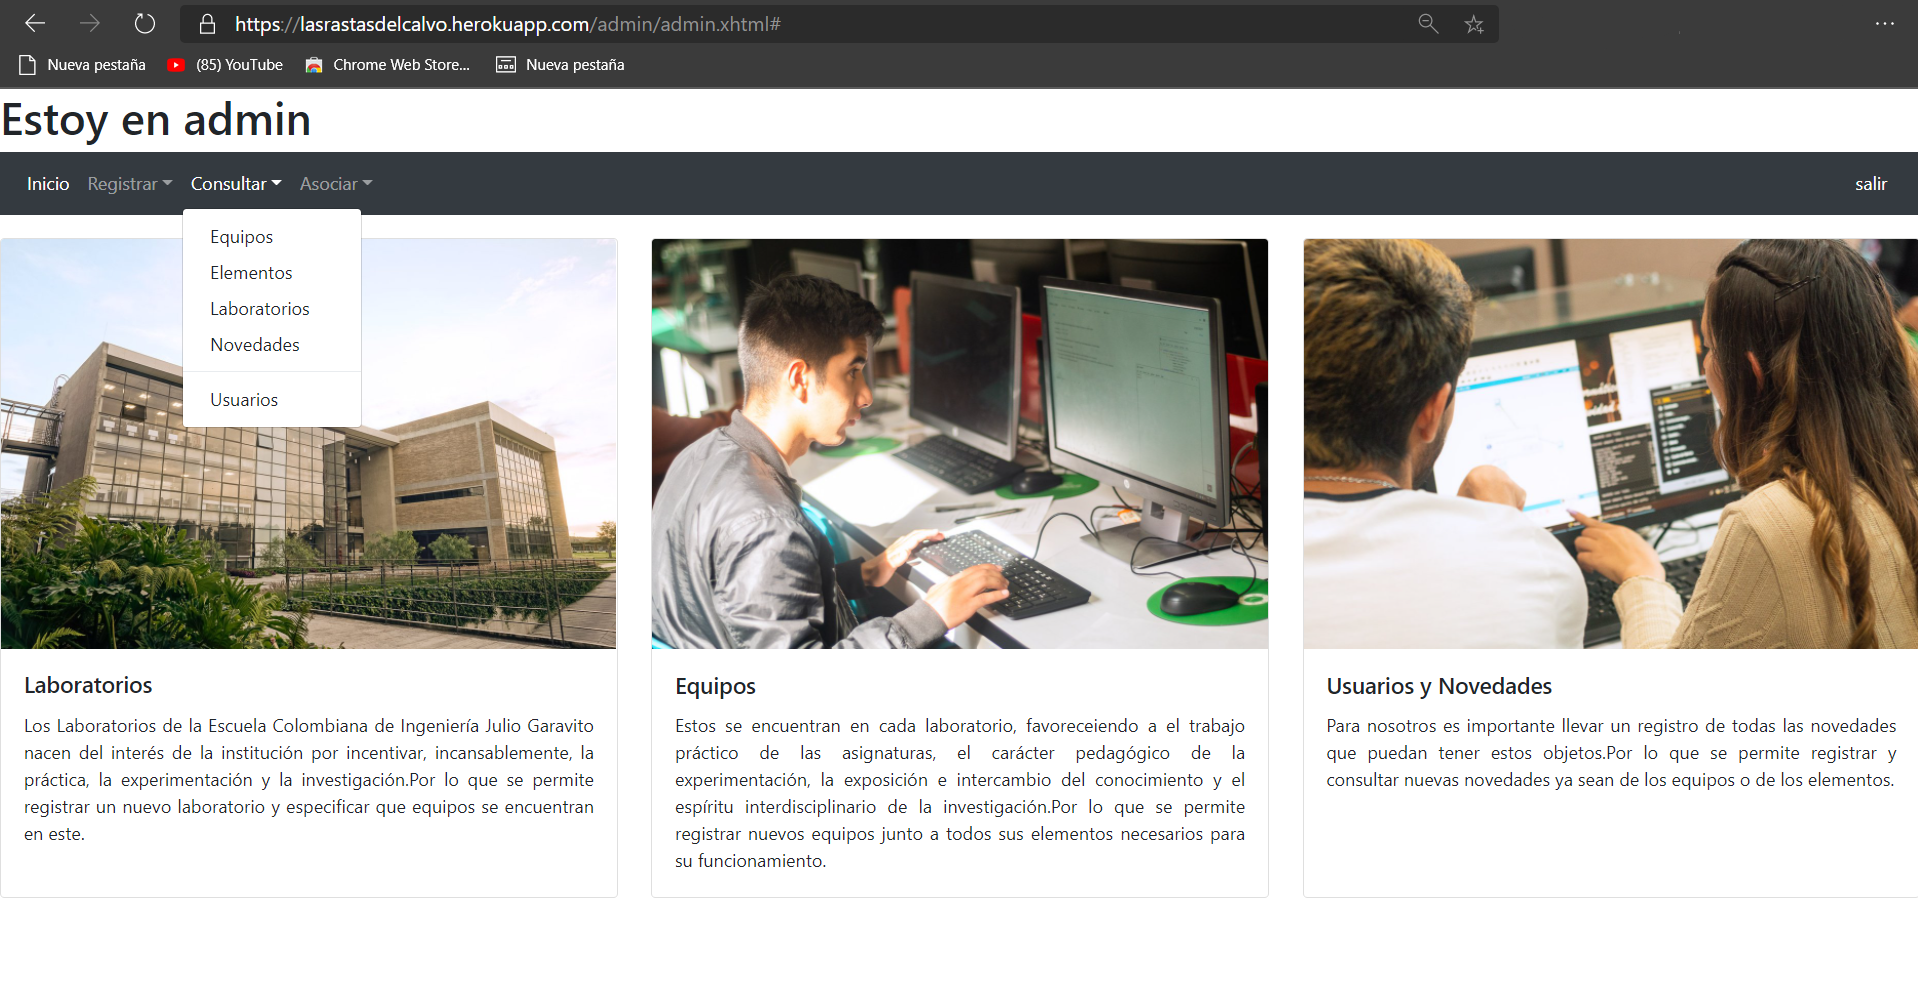 https://lasrastasdelcalvo.herokuapp.com/admin/admin.xhtml#
Nueva pestaña (85) YouTube Chrome Web Store... Nueva pestaña
Estoy en admin
Inicio Registrar Consultar Asociar salir
Equipos
Elementos
Laboratorios
Novedades
Usuarios
Laboratorios
Los Laboratorios de la Escuela Colombiana de Ingeniería Julio Garavito
nacen del interés de la institución por incentivar, incansablemente, la
práctica, la experimentación y la investigación.Por lo que se permite
registrar un nuevo laboratorio y especificar que equipos se encuentran
en este.
Equipos
Estos se encuentran en cada laboratorio, favoreceiendo a el trabajo
práctico de las asignaturas, el carácter pedagógico de la
experimentación, la exposición e intercambio del conocimiento y el
espíritu interdisciplinario de la investigación.Por lo que se permite
registrar nuevos equipos junto a todos sus elementos necesarios para
su funcionamiento.
Usuarios y Novedades
Para nosotros es importante llevar un registro de todas las novedades
que puedan tener estos objetos.Por lo que se permite registrar y
consultar nuevas novedades ya sean de los equipos o de los elementos.